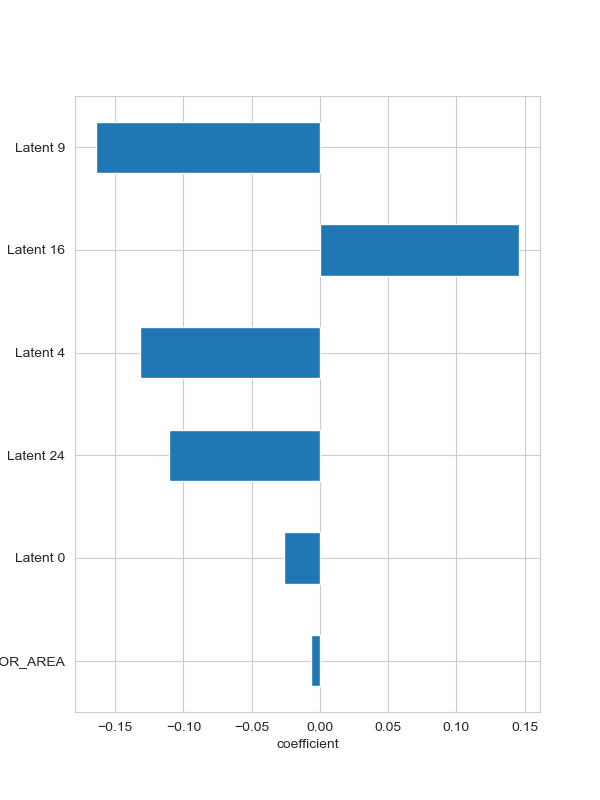 Latent 9
Latent 16
Latent 4
Latent 24
Latent 0
OR_AREA
−0.15 −0.10 −0.05 0.00 0.05 0.10 0.15
coefficient